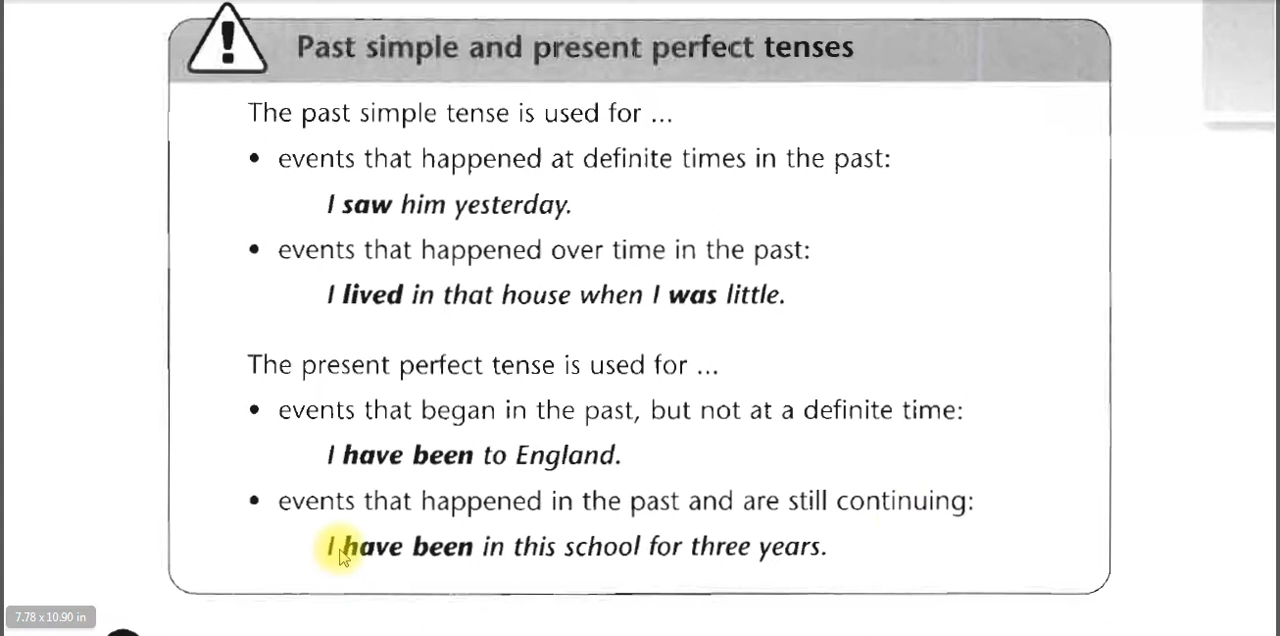 Past simple and present perfect tenses
The past simple tense is used for ...
• events that happened at definite times in the past:
I saw him yesterday.
• events that happened over time in the past:
I lived in that house when I was little.
The present perfect tense is used for ...
• events that began in the past, but not at a definite time:
I have been to England.
• events that happened in the past and are still continuing:
I have been in this school for three years.
7.78 x 10.90 in